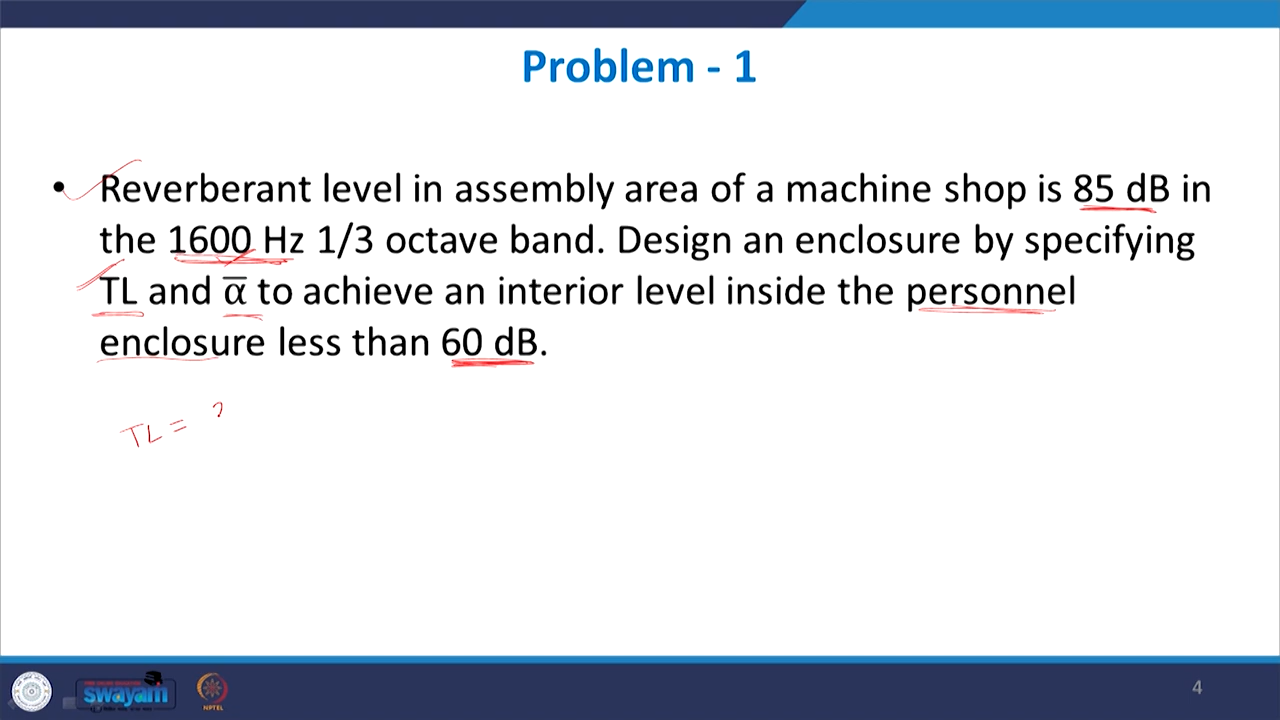 Problem - 1
• Reverberant level in assembly area of a machine shop is 85 dB in
the 1600 Hz 1/3 octave band. Design an enclosure by specifying
TL and α̅ to achieve an interior level inside the personnel
enclosure less than 60 dB.
TL = ?
swayam
NPTEL
4